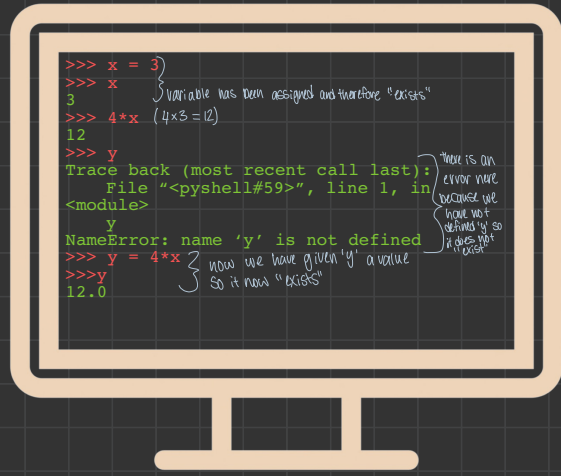 >>> x = 3
>>> x
3
variable has been assigned and therefore "exists"
>>> 4*x (4×3=12)
12
>>> y
Trace back (most recent call last):
File “<pyshell#59>”, line 1, in
<module>
y
NameError: name ‘y’ is not defined
there is an
error here
because we
have not
defined 'y' so
it does not
"exist"
>>> y = 4*x
>>>y
12.0
now we have given 'y' a value
so it now "exists"